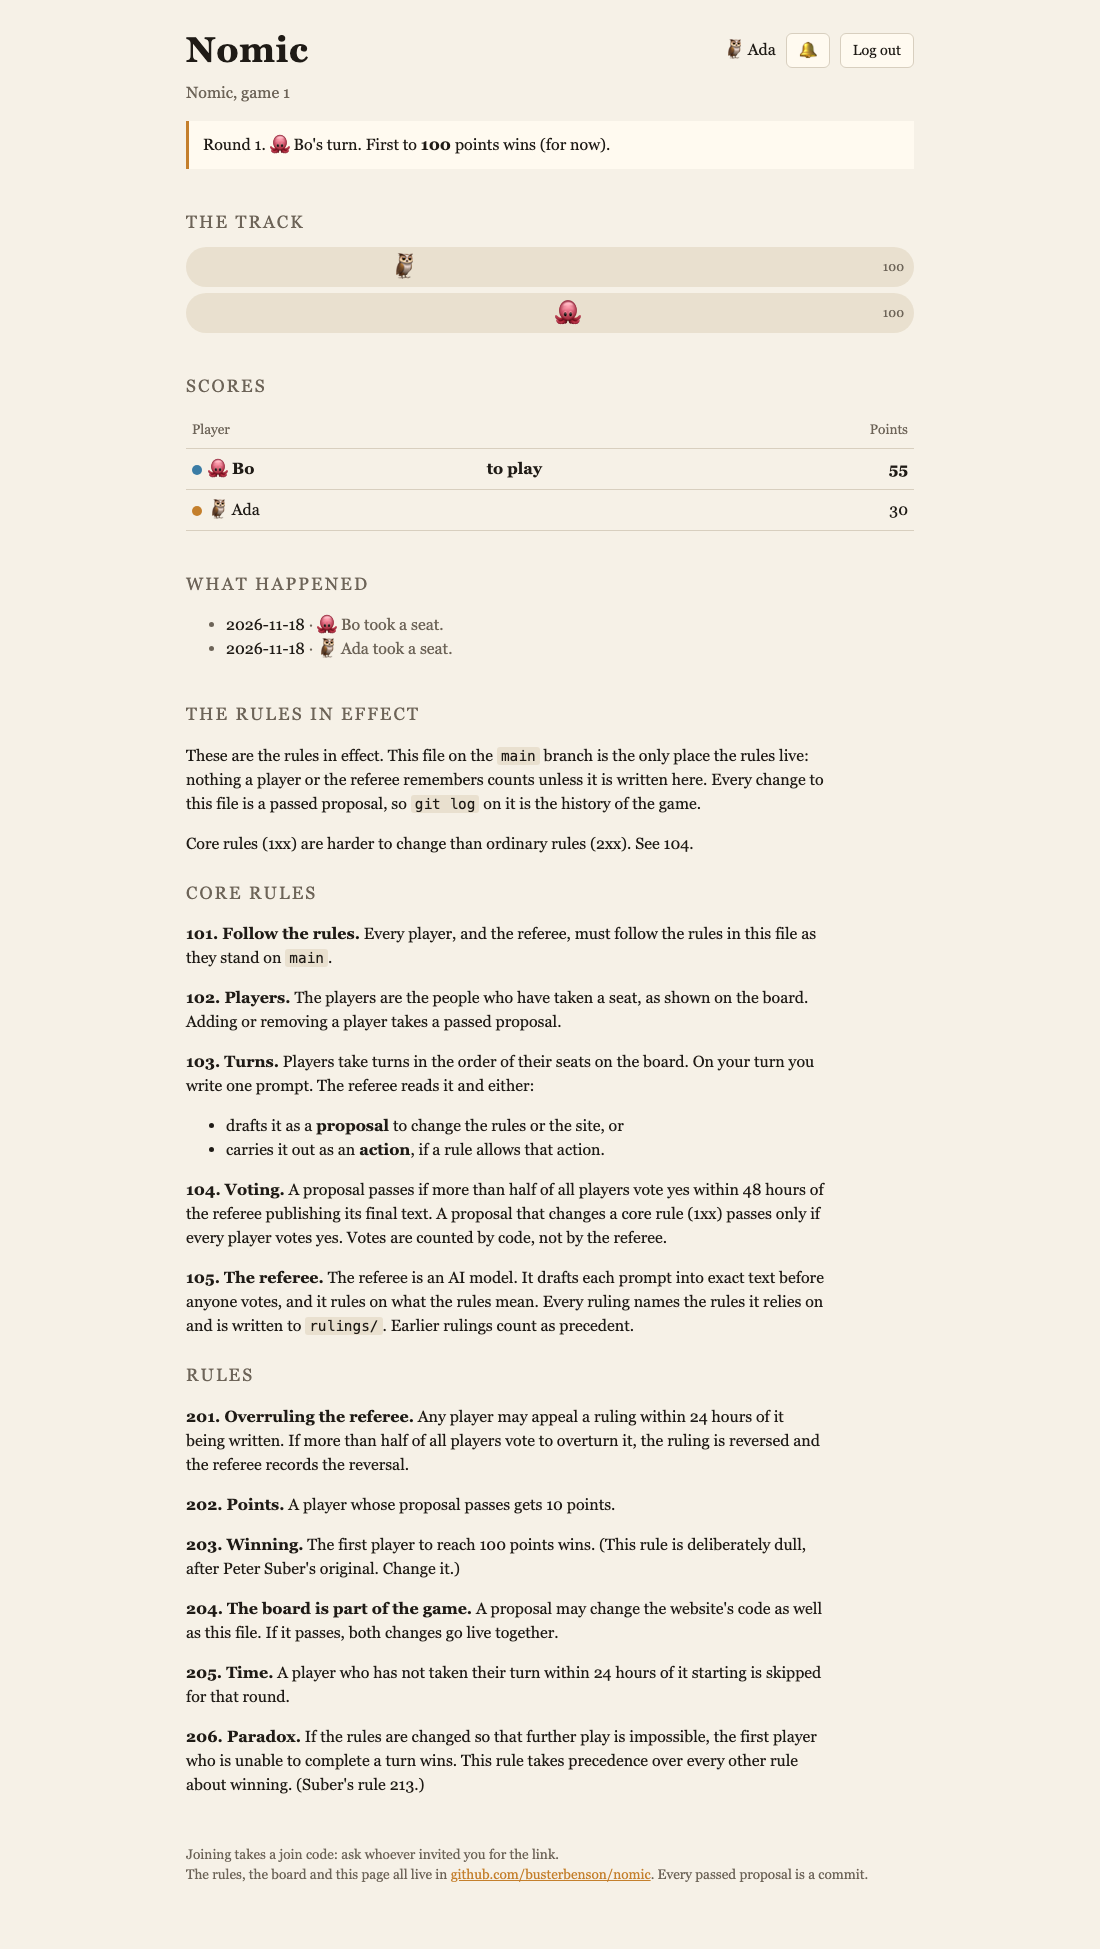 Nomic
Ada
Log out
Nomic, game 1
Round 1. Bo's turn. First to 100 points wins (for now).
THE TRACK
100
100
SCORES
Player Points
Bo to play 55
Ada 30
WHAT HAPPENED
2026-11-18 · Bo took a seat.
2026-11-18 · Ada took a seat.
THE RULES IN EFFECT
These are the rules in effect. This file on the main branch is the only place the rules live:
nothing a player or the referee remembers counts unless it is written here. Every change to
this file is a passed proposal, so git log on it is the history of the game.
Core rules (1xx) are harder to change than ordinary rules (2xx). See 104.
CORE RULES
101. Follow the rules. Every player, and the referee, must follow the rules in this file as
they stand on main.
102. Players. The players are the people who have taken a seat, as shown on the board.
Adding or removing a player takes a passed proposal.
103. Turns. Players take turns in the order of their seats on the board. On your turn you
write one prompt. The referee reads it and either:
drafts it as a proposal to change the rules or the site, or
carries it out as an action, if a rule allows that action.
104. Voting. A proposal passes if more than half of all players vote yes within 48 hours of
the referee publishing its final text. A proposal that changes a core rule (1xx) passes only if
every player votes yes. Votes are counted by code, not by the referee.
105. The referee. The referee is an AI model. It drafts each prompt into exact text before
anyone votes, and it rules on what the rules mean. Every ruling names the rules it relies on
and is written to rulings/. Earlier rulings count as precedent.
RULES
201. Overruling the referee. Any player may appeal a ruling within 24 hours of it
being written. If more than half of all players vote to overturn it, the ruling is reversed and
the referee records the reversal.
202. Points. A player whose proposal passes gets 10 points.
203. Winning. The first player to reach 100 points wins. (This rule is deliberately dull,
after Peter Suber's original. Change it.)
204. The board is part of the game. A proposal may change the website's code as well
as this file. If it passes, both changes go live together.
205. Time. A player who has not taken their turn within 24 hours of it starting is skipped
for that round.
206. Paradox. If the rules are changed so that further play is impossible, the first player
who is unable to complete a turn wins. This rule takes precedence over every other rule
about winning. (Suber's rule 213.)
Joining takes a join code: ask whoever invited you for the link.
The rules, the board and this page all live in github.com/busterbenson/nomic. Every passed proposal is a commit.